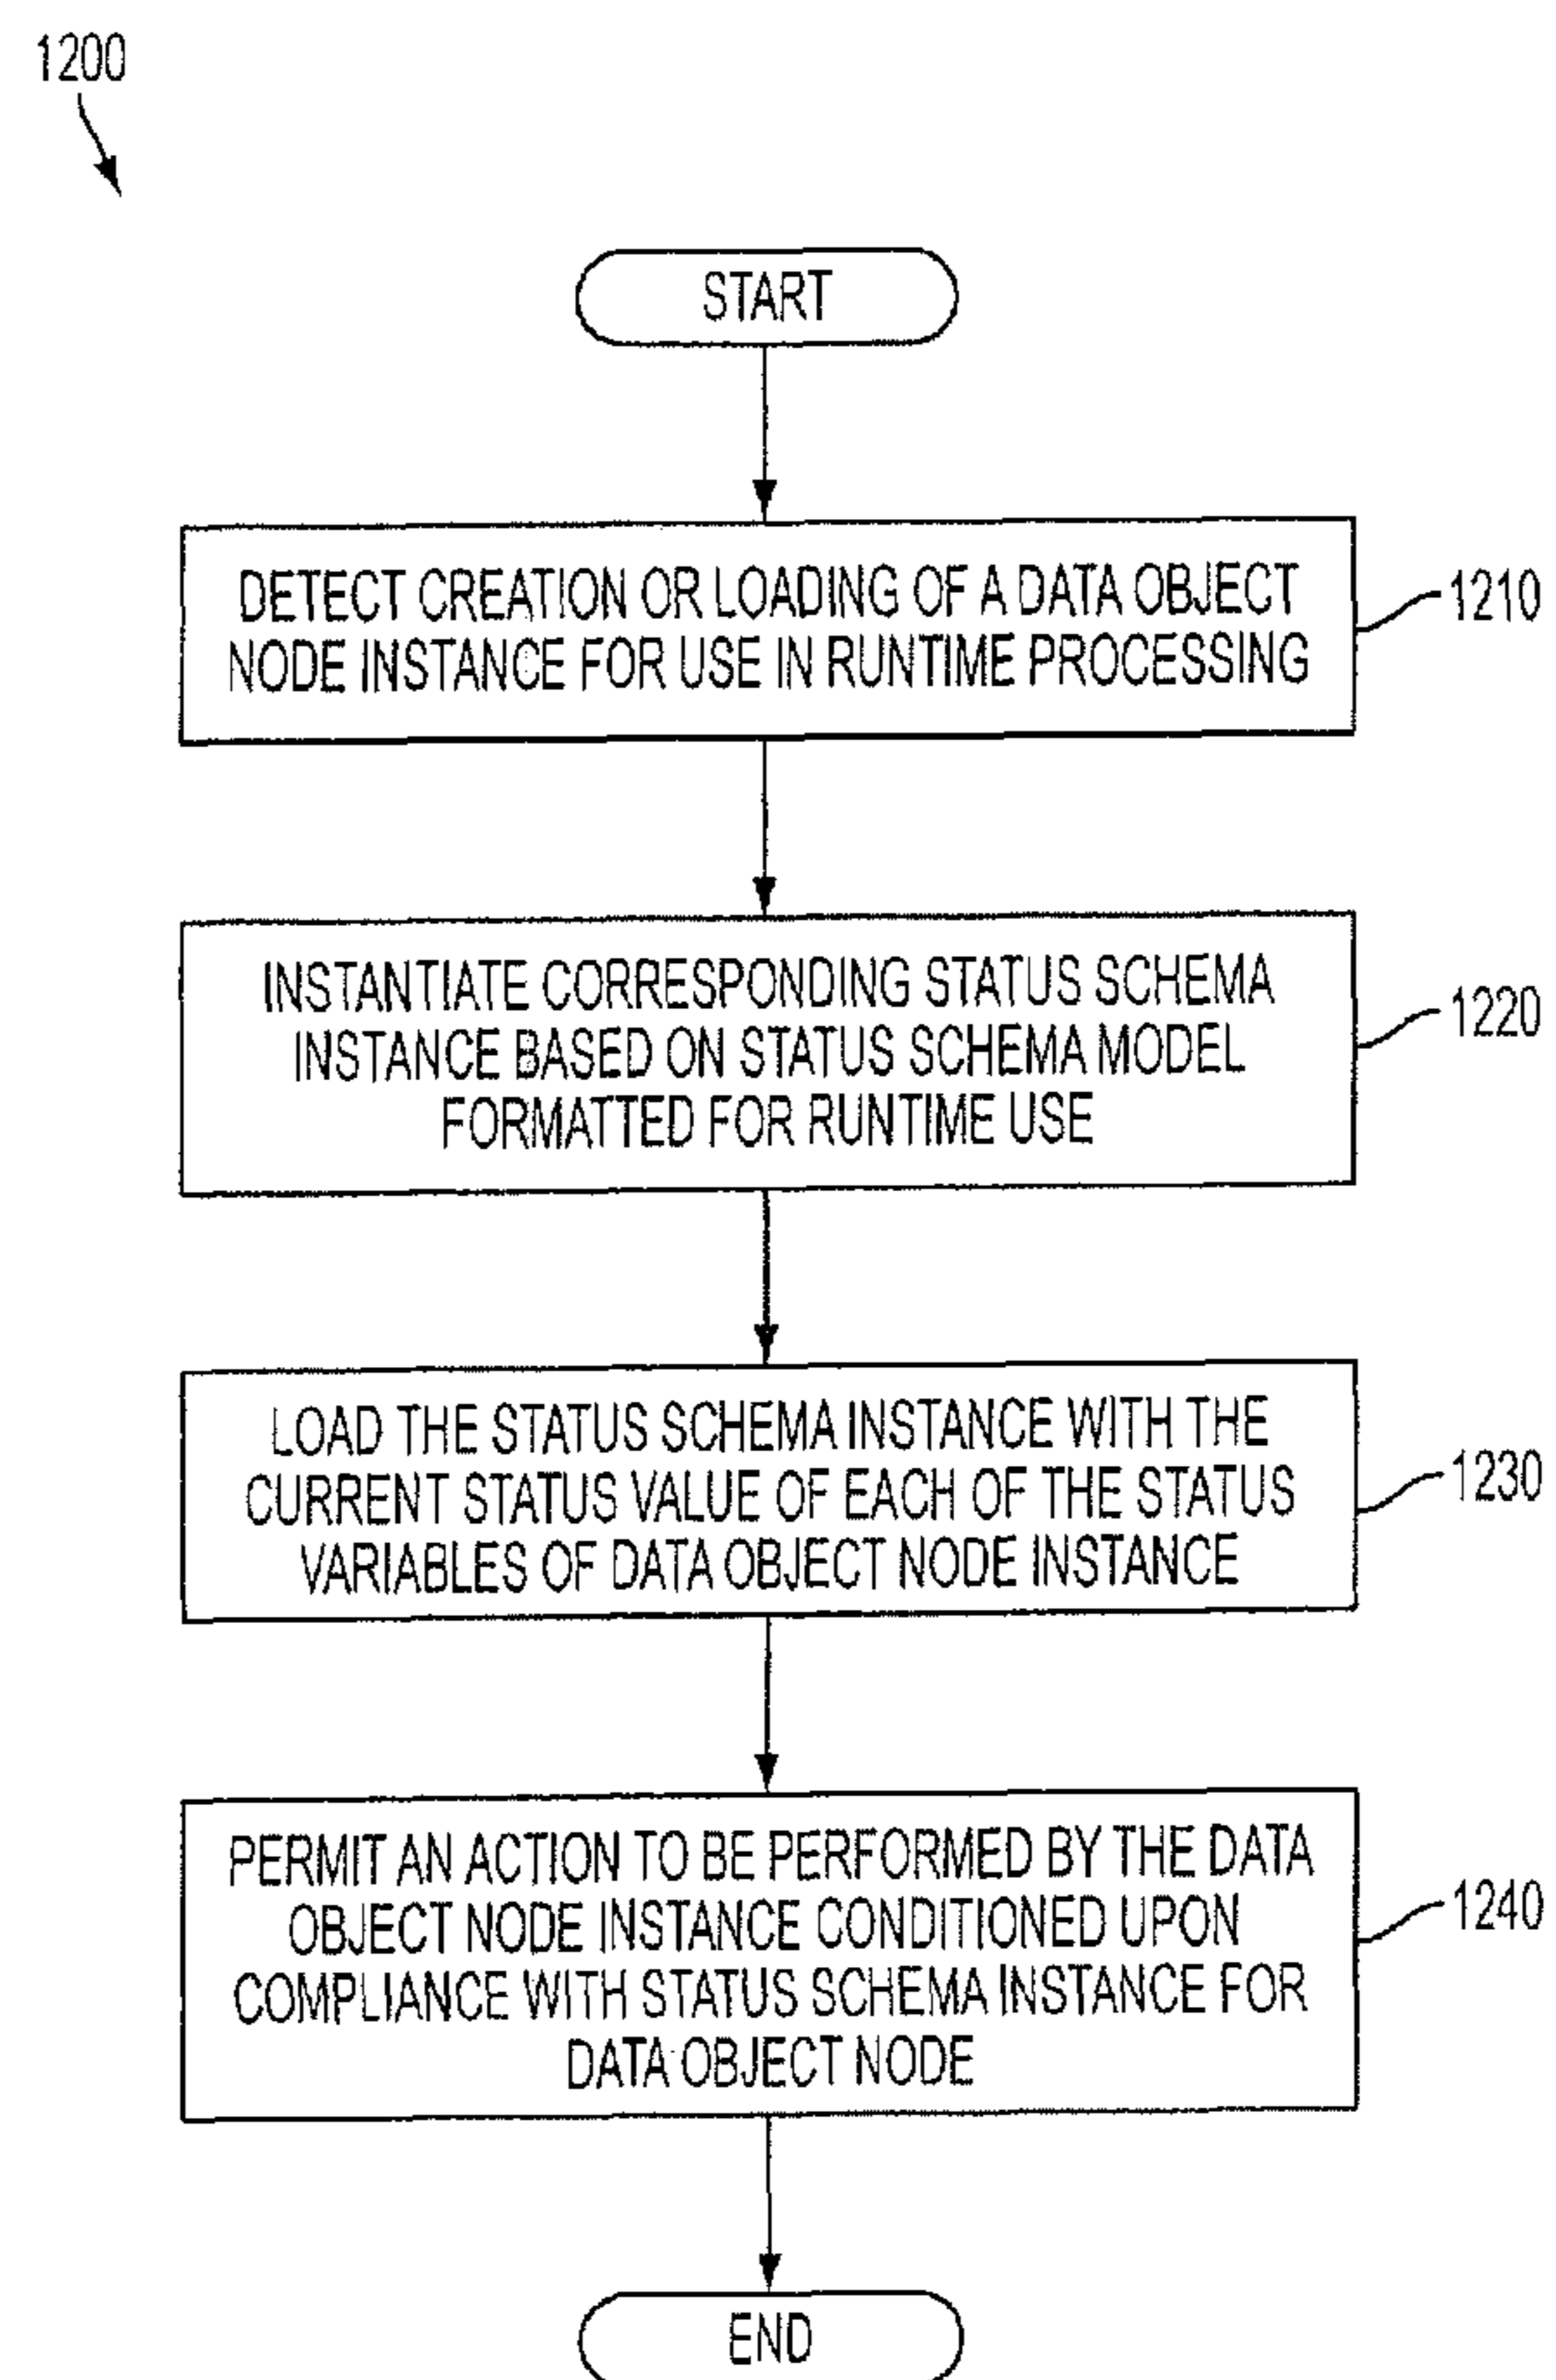 1200
START
DETECT CREATION OR LOADING OF A DATA OBJECT
NODE INSTANCE FOR USE IN RUNTIME PROCESSING
1210
INSTANTIATE CORRESPONDING STATUS SCHEMA
INSTANCE BASED ON STATUS SCHEMA MODEL
FORMATTED FOR RUNTIME USE
1220
LOAD THE STATUS SCHEMA INSTANCE WITH THE
CURRENT STATUS VALUE OF EACH OF THE STATUS
VARIABLES OF DATA OBJECT NODE INSTANCE
1230
PERMIT AN ACTION TO BE PERFORMED BY THE DATA
OBJECT NODE INSTANCE CONDITIONED UPON
COMPLIANCE WITH STATUS SCHEMA INSTANCE FOR
DATA OBJECT NODE
1240
END